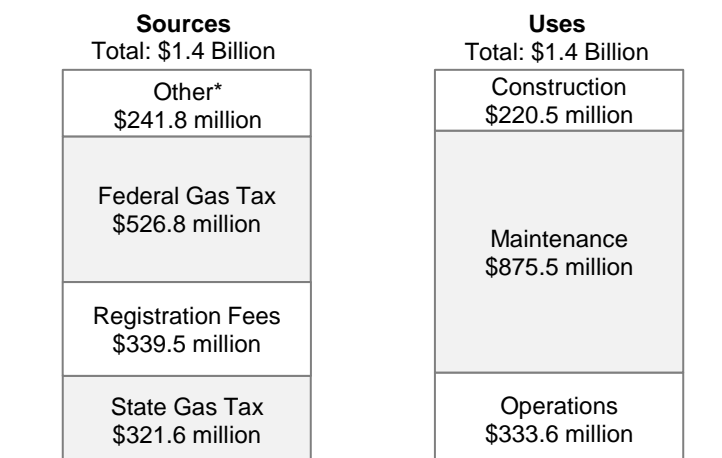 Sources
Total: $1.4 Billion
Other*
$241.8 million
Federal Gas Tax
$526.8 million
Registration Fees
$339.5 million
State Gas Tax
$321.6 million
Uses
Total: $1.4 Billion
Construction
$220.5 million
Maintenance
$875.5 million
Operations
$333.6 million